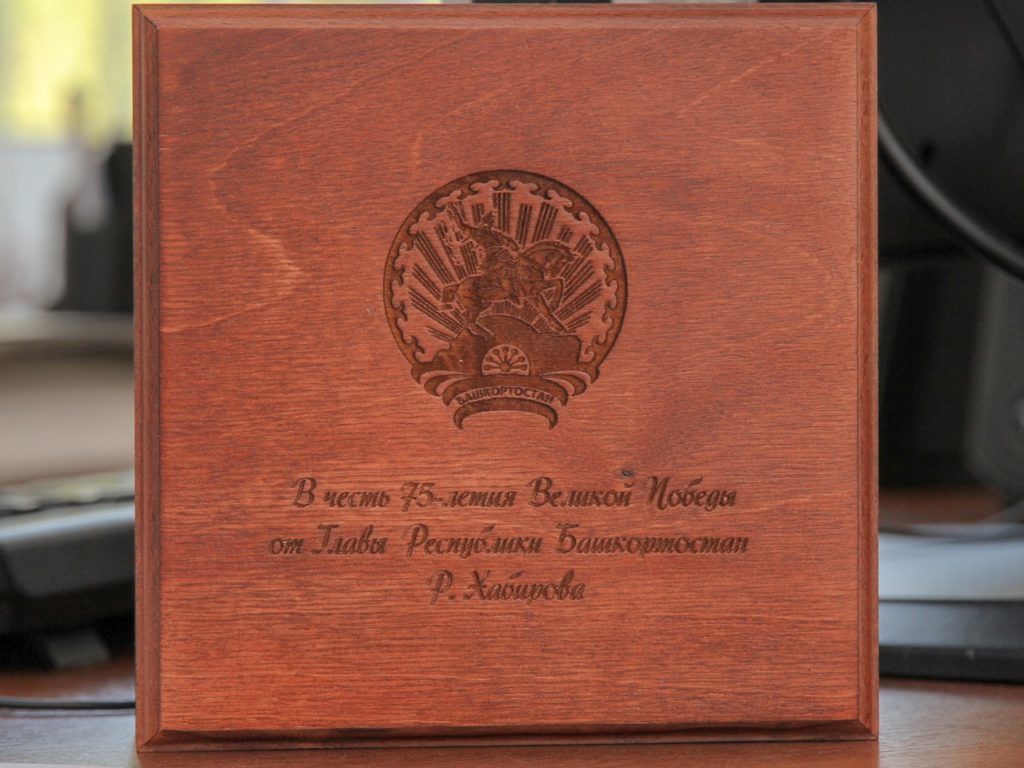 БАШКОРТОСТАН
В честь 75-летия Великой Победы
от Главы Республики Башкортостан
Р. Хабирова